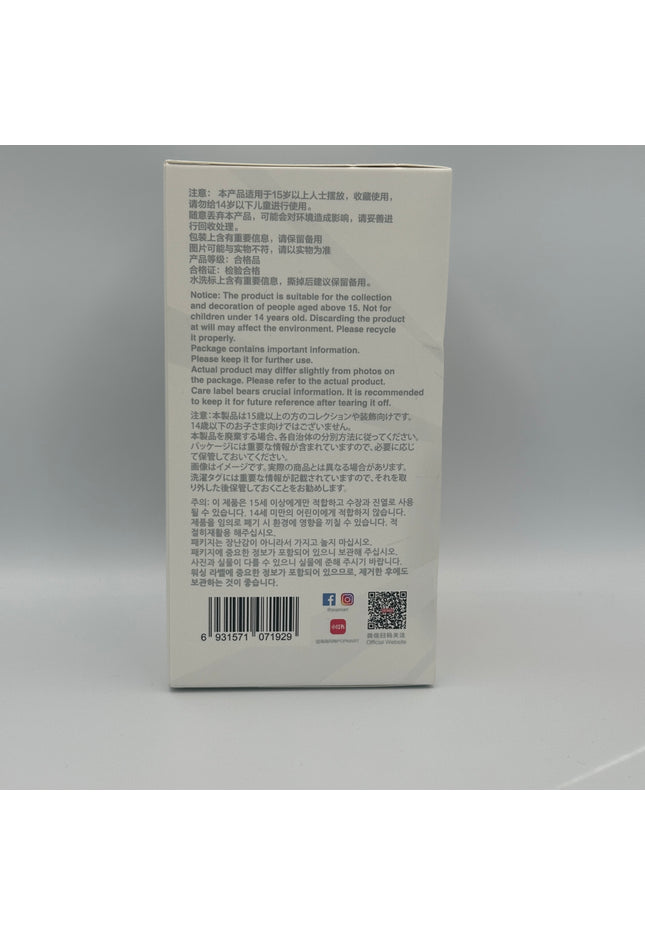 注意： 本产品适用于15岁以上人士摆放，收藏使用，
请勿给14岁以下儿童进行使用。
随意丢弃本产品，可能会对环境造成影响，请妥善进
行回收处理。
包装上含有重要信息，请保留备用
图片可能与实物不符，请以实物为准
产品等级：合格品
合格证：检验合格
水洗标上含有重要信息，撕掉后建议保留备用。
Notice: The product is suitable for the collection
and decoration of people aged above 15. Not for
children under 14 years old. Discarding the product
at will may affect the environment. Please recycle
it properly.
Package contains important information.
Please keep it for further use.
Actual product may differ slightly from photos on
the package. Please refer to the actual product.
Care label bears crucial information. It is recommended
to keep it for future reference after tearing it off.
注意：本製品は15歳以上の方のコレクションや装飾向けです。
14歳以下のお子さま向けではございません。
本製品を廃棄する場合、各自治体の分別方法に従ってください。
パッケージには重要な情報が含まれていますので、必要に応じ
て保管しておいてください。
画像はイメージです。実際の商品とは異なる場合があります。
洗濯タグには重要な情報が記載されていますので、それを取
り外した後保管しておくことをお勧めします。
주의: 이 제품은 15세 이상에게만 적합하고 수장과 진열로 사용
될 수 있습니다. 14세 미만의 어린이에게 적합하지 않습니다.
제품을 임의로 폐기 시 환경에 영향을 끼칠 수 있습니다. 적
절히재활용 해주십시오.
패키지는 장난감이 아니라서 가지고 놀지 마십시오.
패키지에 중요한 정보가 포함되어 있으니 보관해 주십시오.
사진과 실물이 다를 수 있으니 실물에 준해 주시기 바랍니다.
워싱 라벨에 중요한 정보가 포함되어 있으므로, 제거한 후에도
보관하는 것이 좋습니다.
6 931571 071929
@popmart
小红书
微信扫码关注
Official Website